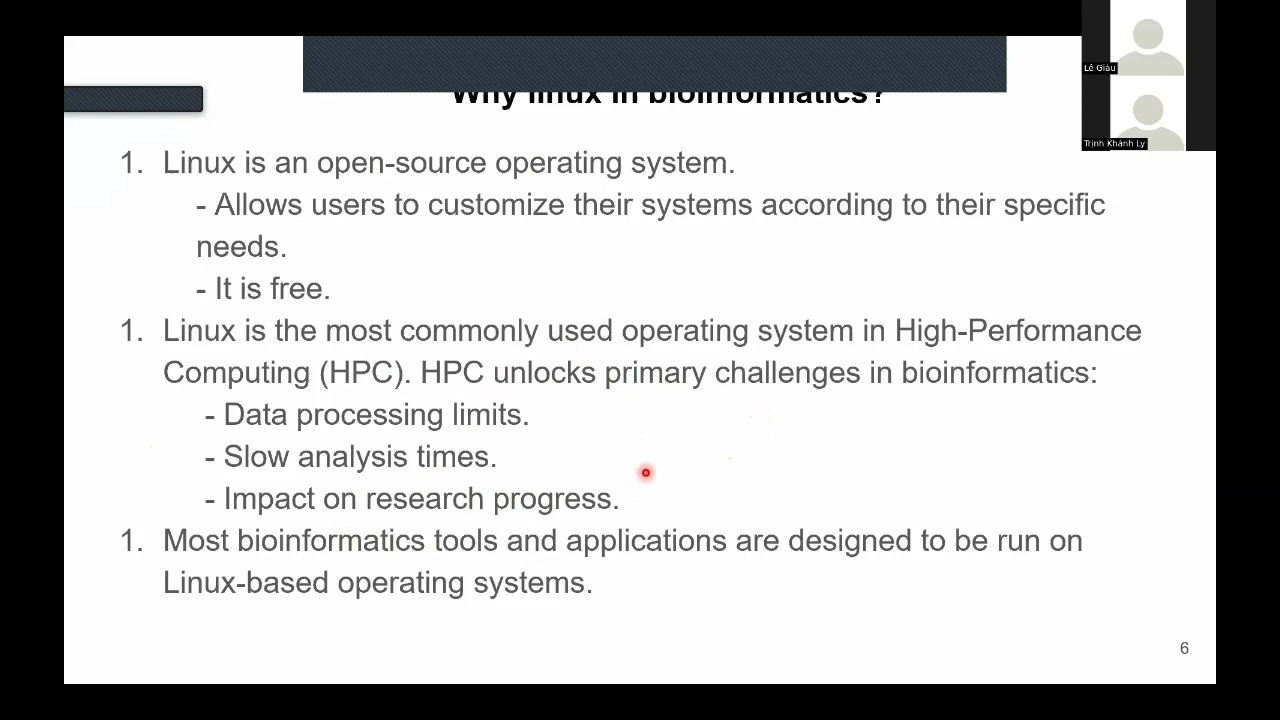 Why linux in bioinformatics?
Lê Giàu
Trịnh Khánh Ly
1. Linux is an open-source operating system.
- Allows users to customize their systems according to their specific
needs.
- It is free.
1. Linux is the most commonly used operating system in High-Performance
Computing (HPC). HPC unlocks primary challenges in bioinformatics:
- Data processing limits.
- Slow analysis times.
- Impact on research progress.
1. Most bioinformatics tools and applications are designed to be run on
Linux-based operating systems.
6